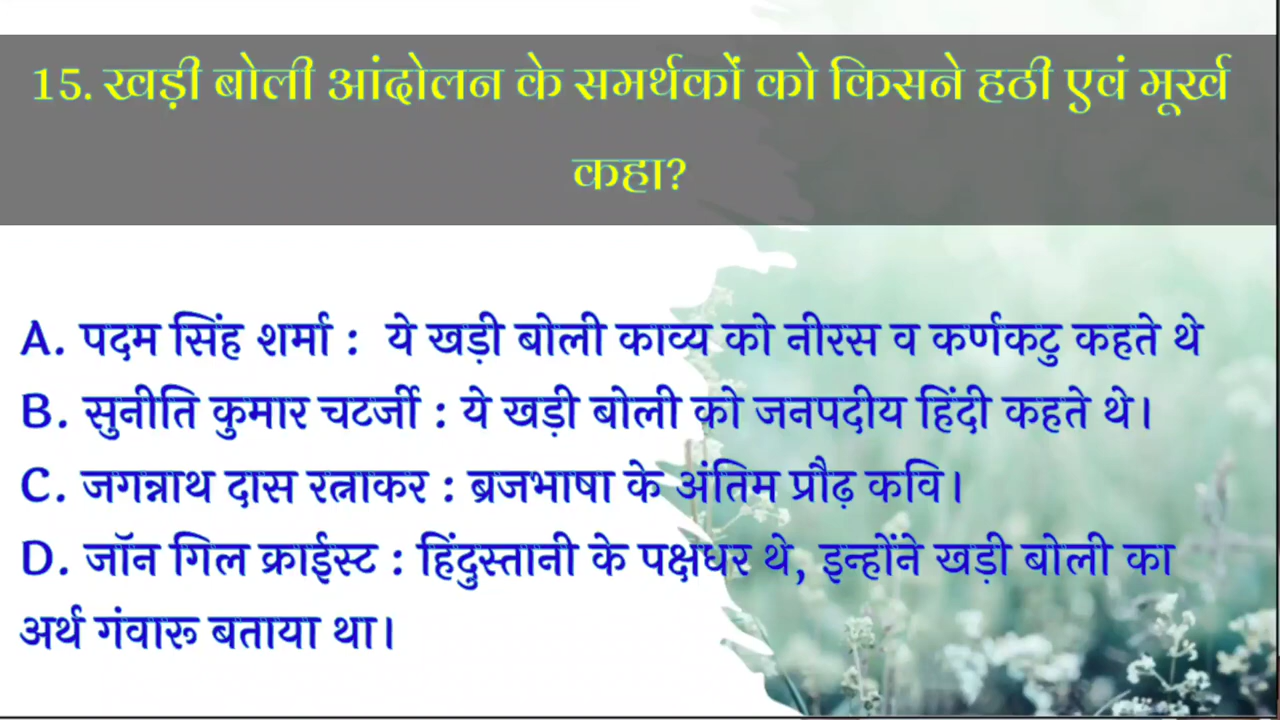 15. खड़ी बोली आंदोलन के समर्थकों को किसने हठी एवं मूर्ख
कहा?
A. पदम सिंह शर्मा : ये खड़ी बोली काव्य को नीरस व कर्णकटु कहते थे
B. सुनीति कुमार चटर्जी : ये खड़ी बोली को जनपदीय हिंदी कहते थे।
C. जगन्नाथ दास रत्नाकर : ब्रजभाषा के अंतिम प्रौढ़ कवि।
D. जॉन गिल क्राईस्ट : हिंदुस्तानी के पक्षधर थे, इन्होंने खड़ी बोली का
अर्थ गंवारू बताया था।